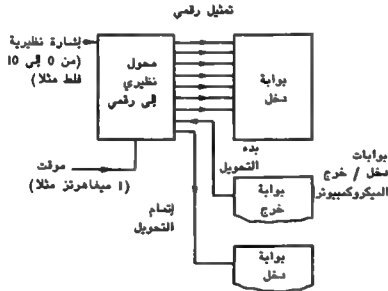 تمثيل رقمي
إشارة نظيرية
(من 0 إلى 10
فلط مثلا)
محول
نظيري
إلى رقمي
بوابة
دخل
بدء
التحويل
موقت
(1 ميغاهرتز مثلا)
إتمام
التحويل
بوابة
خرج
بوابات
دخل / خرج
الميكروكمبيوتر
بوابة
دخل